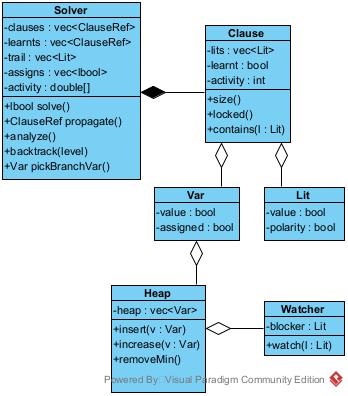 Solver
-clauses : vec<ClauseRef>
-learnts : vec<ClauseRef>
-trail : vec<Lit>
-assigns : vec<lbool>
-activity : double[]
+lbool solve()
+ClauseRef propagate()
+analyze()
+backtrack(level)
+Var pickBranchVar()
Clause
-lits : vec<Lit>
-learnt : bool
-activity : int
+size()
+locked()
+contains(l : Lit)
Var
-value : bool
-assigned : bool
Lit
-value : bool
-polarity : bool
Heap
-heap : vec<Var>
+insert(v : Var)
+increase(v : Var)
+removeMin()
Watcher
-blocker : Lit
+watch(l : Lit)
Powered By Visual Paradigm Community Edition